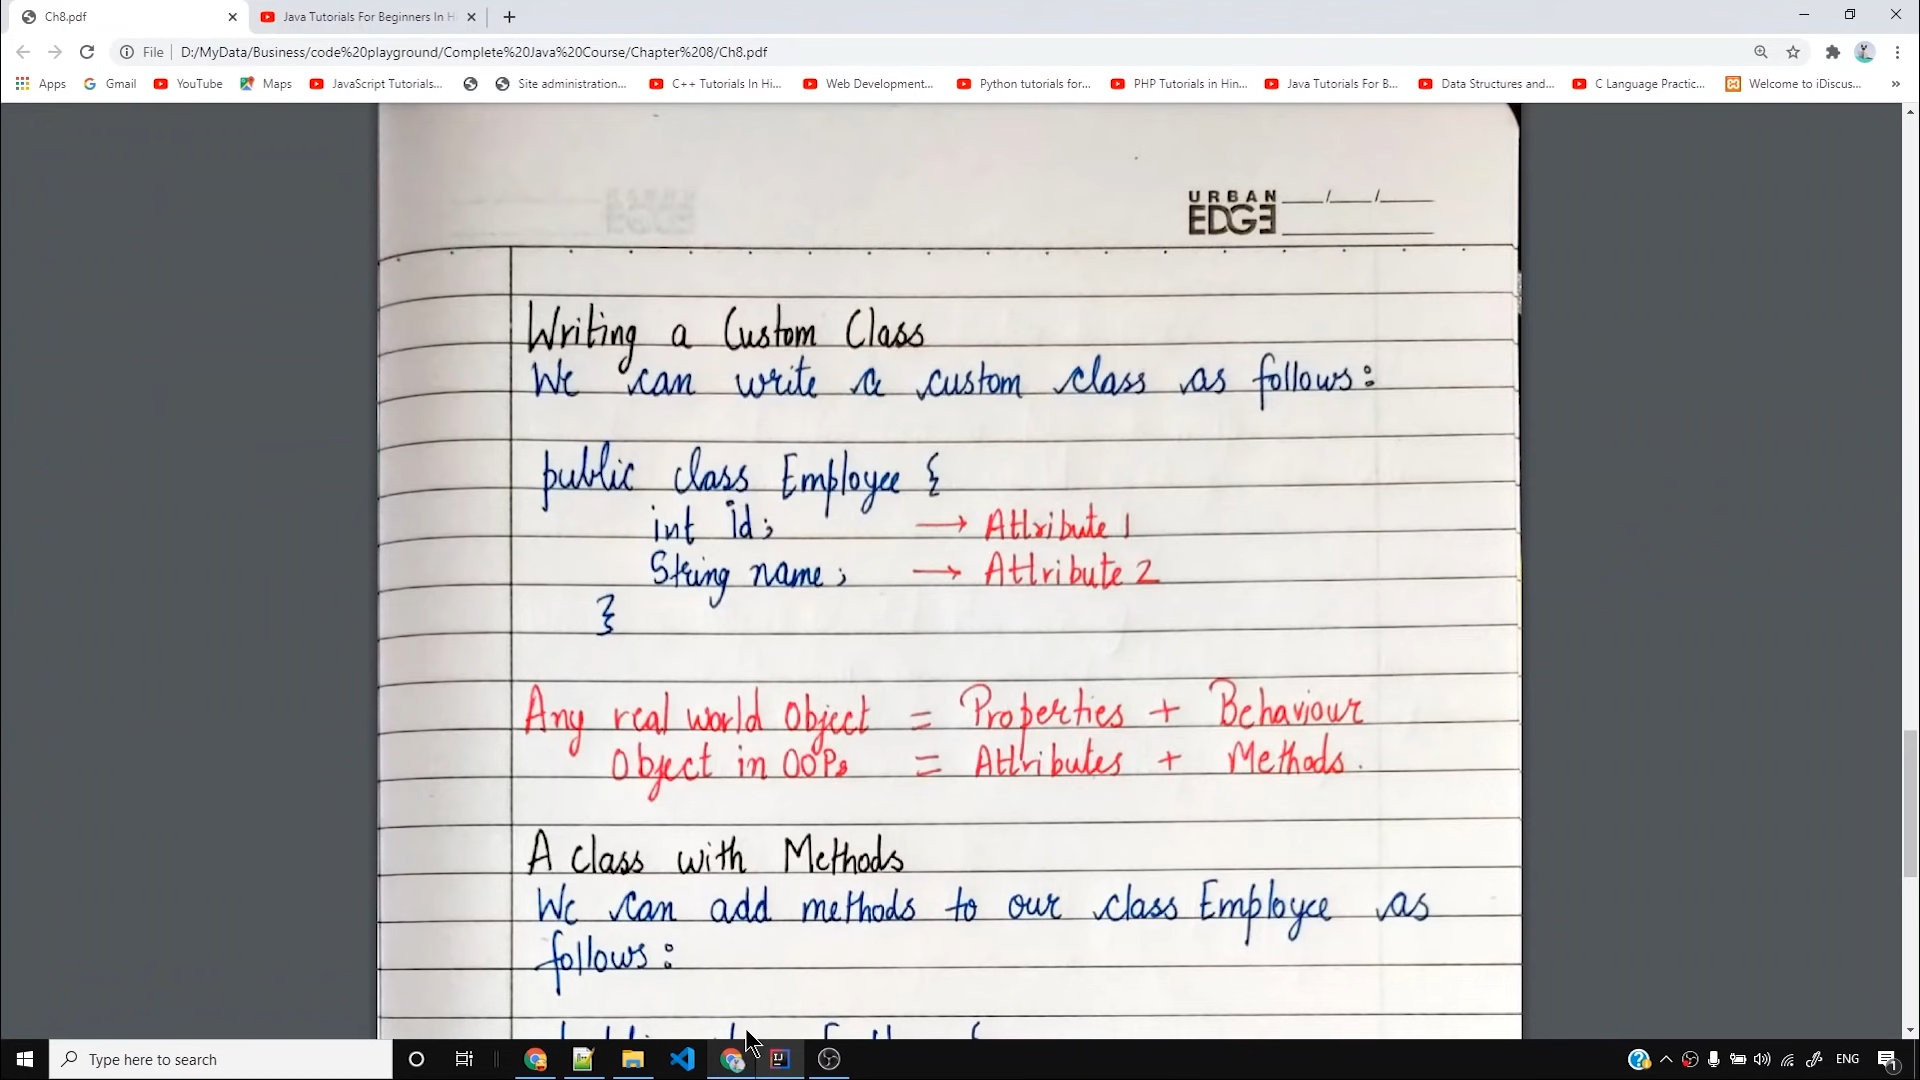 Ch8.pdf
Java Tutorials For Beginners In H
File
D:/MyData/Business/code%20playground/Complete%20Java%20Course/Chapter%208/Ch8.pdf
Apps
Gmail
YouTube
Maps
JavaScript Tutorials...
Site administration...
C++ Tutorials In Hi...
Web Development...
Python tutorials for...
PHP Tutorials in Hin...
Java Tutorials For B...
Data Structures and...
C Language Practic...
Welcome to iDiscus...
URBAN
EDGE
Writing a Custom Class
We can write a custom class as follows:
public class Employee {
int id; → Attribute 1
String name; → Attribute 2
}
Any real world Object = Properties + Behaviour
Object in OOPs = Attributes + Methods.
A class with Methods
We can add methods to our class Employee as
follows:
Type here to search
ENG
1